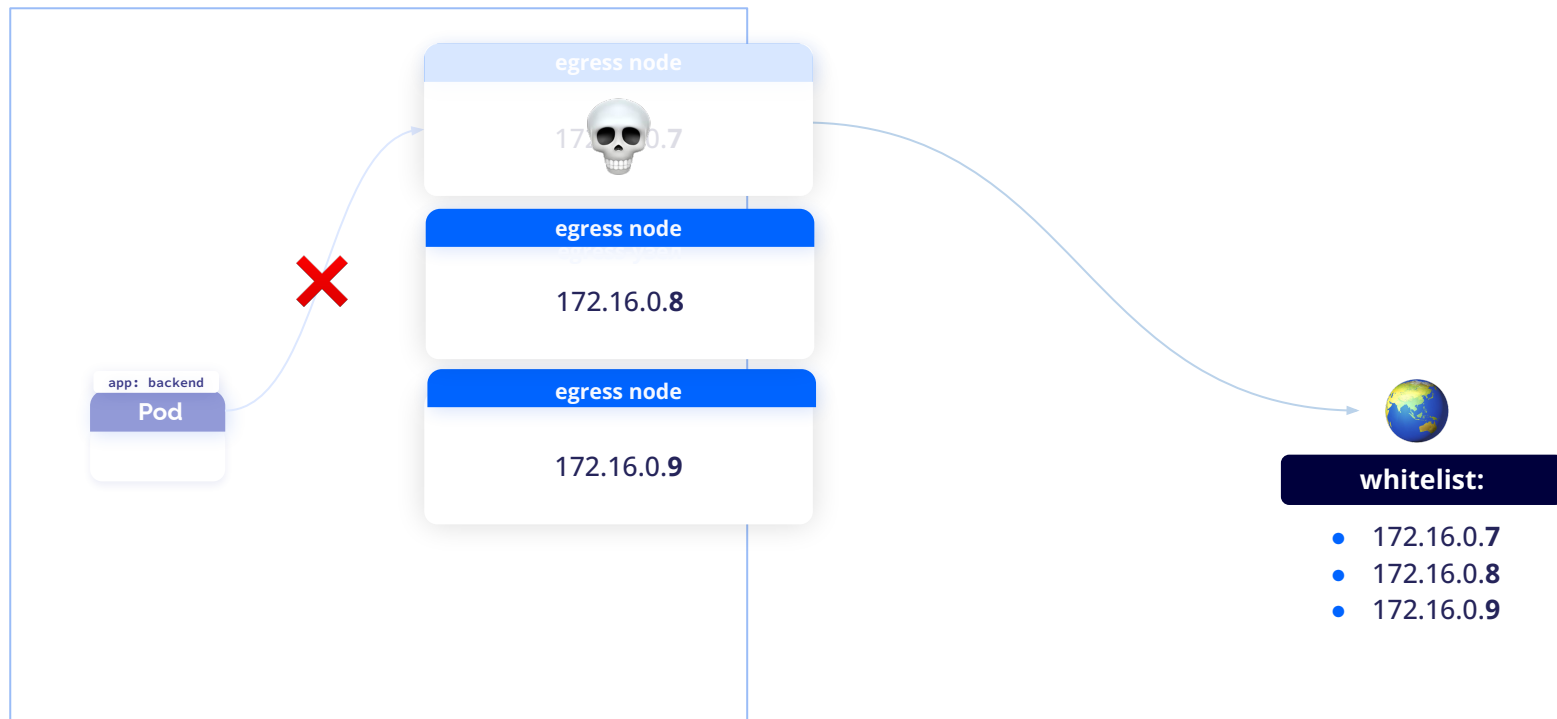 egress node
egress node
172.16.0.8
egress node
172.16.0.9
app: backend
Pod
whitelist:
• 172.16.0.7
• 172.16.0.8
• 172.16.0.9